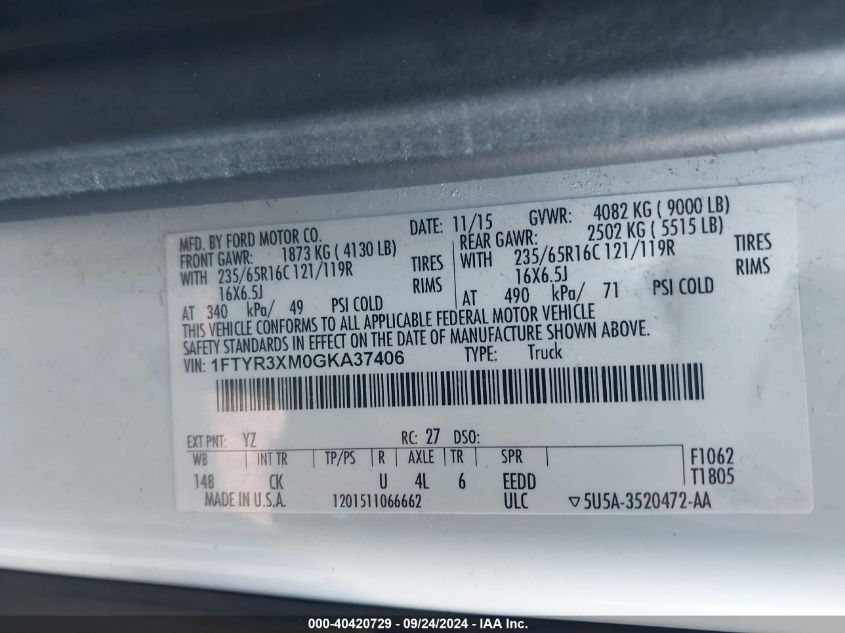 MFD. BY FORD MOTOR CO. DATE: 11/15 GVWR: 4082 KG ( 9000 LB)
FRONT GAWR: 1873 KG ( 4130 LB) REAR GAWR: 2502 KG ( 5515 LB)
WITH 235/65R16C 121/119R TIRES WITH 235/65R16C 121/119R TIRES
16X6.5J RIMS 16X6.5J RIMS
AT 340 kPa/ 49 PSI COLD AT 490 kPa/ 71 PSI COLD
THIS VEHICLE CONFORMS TO ALL APPLICABLE FEDERAL MOTOR VEHICLE
SAFETY STANDARDS IN EFFECT ON THE DATE OF MANUFACTURE SHOWN ABOVE.
VIN: 1FTYR3XM0GKA37406 TYPE: Truck
EXT PNT: YZ RC: 27 DSO:
WB INT TR TP/PS R AXLE TR SPR F1062
148 CK U 4L 6 EEDD T1805
MADE IN U.S.A. 1201511066662 ULC ▽5U5A-3520472-AA
000-40420729 - 09/24/2024 - IAA Inc.